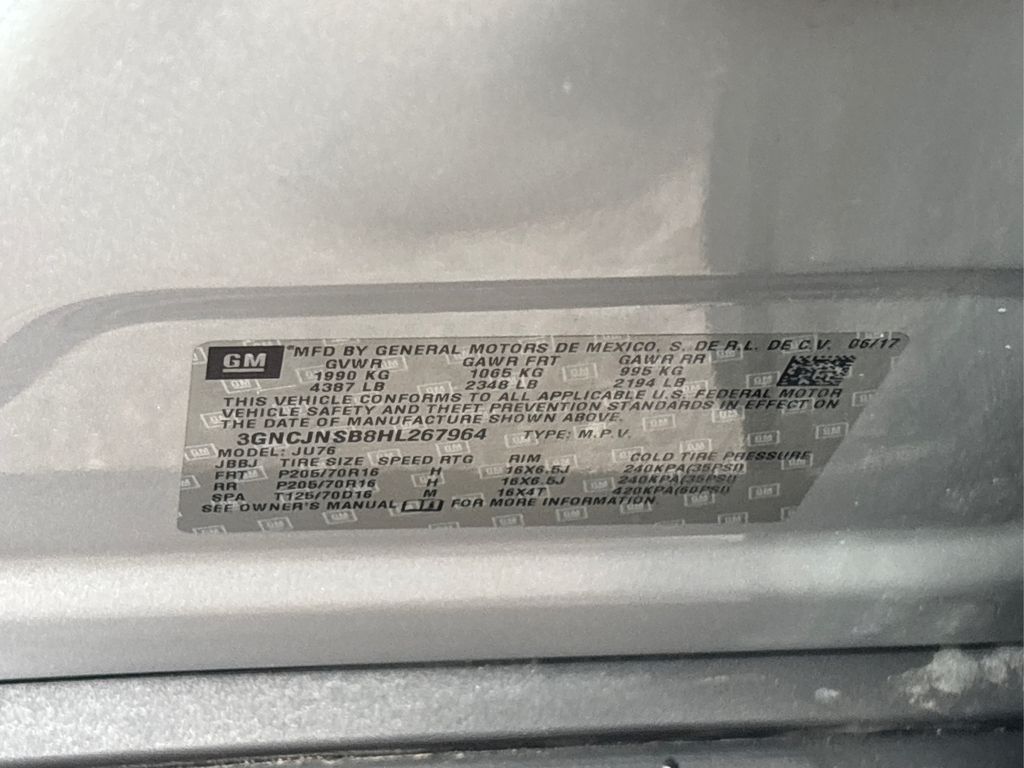 GM
MFD BY GENERAL MOTORS DE MEXICO, S. DE R.L. DE C.V. 06/17
GVWR GAWR FRT GAWR RR
1990 KG 1065 KG 995 KG
4387 LB 2348 LB 2194 LB
THIS VEHICLE CONFORMS TO ALL APPLICABLE U.S. FEDERAL MOTOR
VEHICLE SAFETY AND THEFT PREVENTION STANDARDS IN EFFECT ON
THE DATE OF MANUFACTURE SHOWN ABOVE.
3GNCJNSB8HL267964 TYPE: M.P.V.
MODEL: JU76
JBBJ TIRE SIZE SPEED RTG RIM COLD TIRE PRESSURE
FRT P205/70R16 H 16X6.5J 240KPA(35PSI)
RR P205/70R16 H 16X6.5J 240KPA(35PSI)
SPA T125/70D16 M 16X4T 420KPA(60PSI)
SEE OWNER'S MANUAL FOR MORE INFORMATION